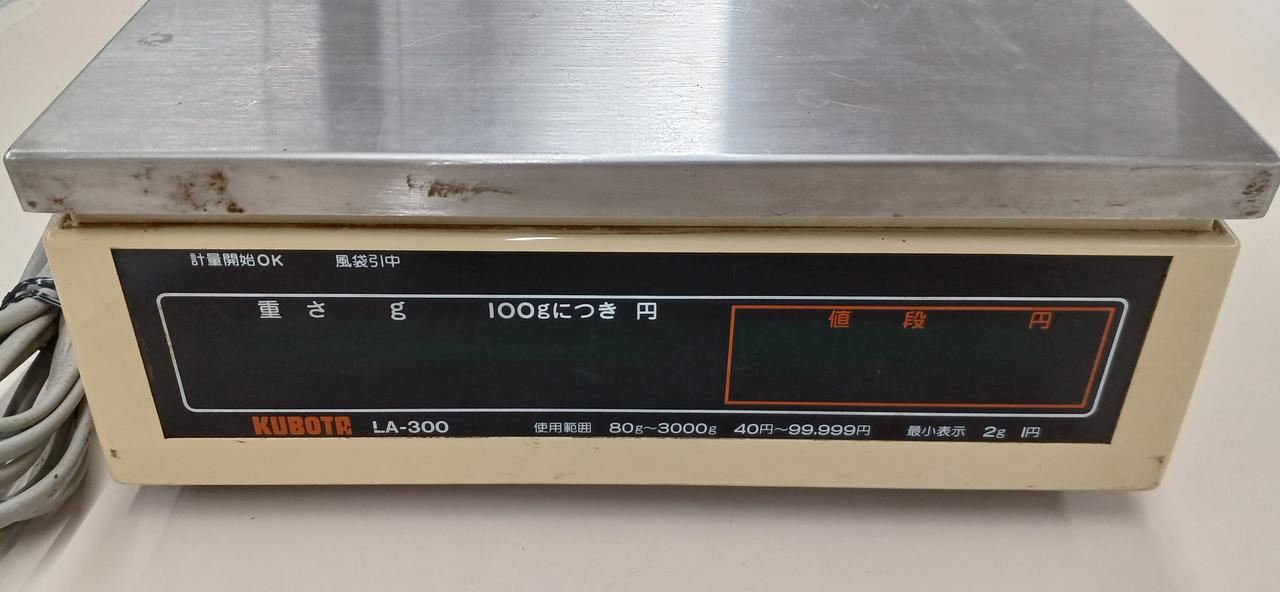 計量開始OK 風袋引中
重さ g 100gにつき 円 値段 円
KUBOTA LA-300 使用範囲 80g~3000g 40円~99.999円 最小表示 2g 1円